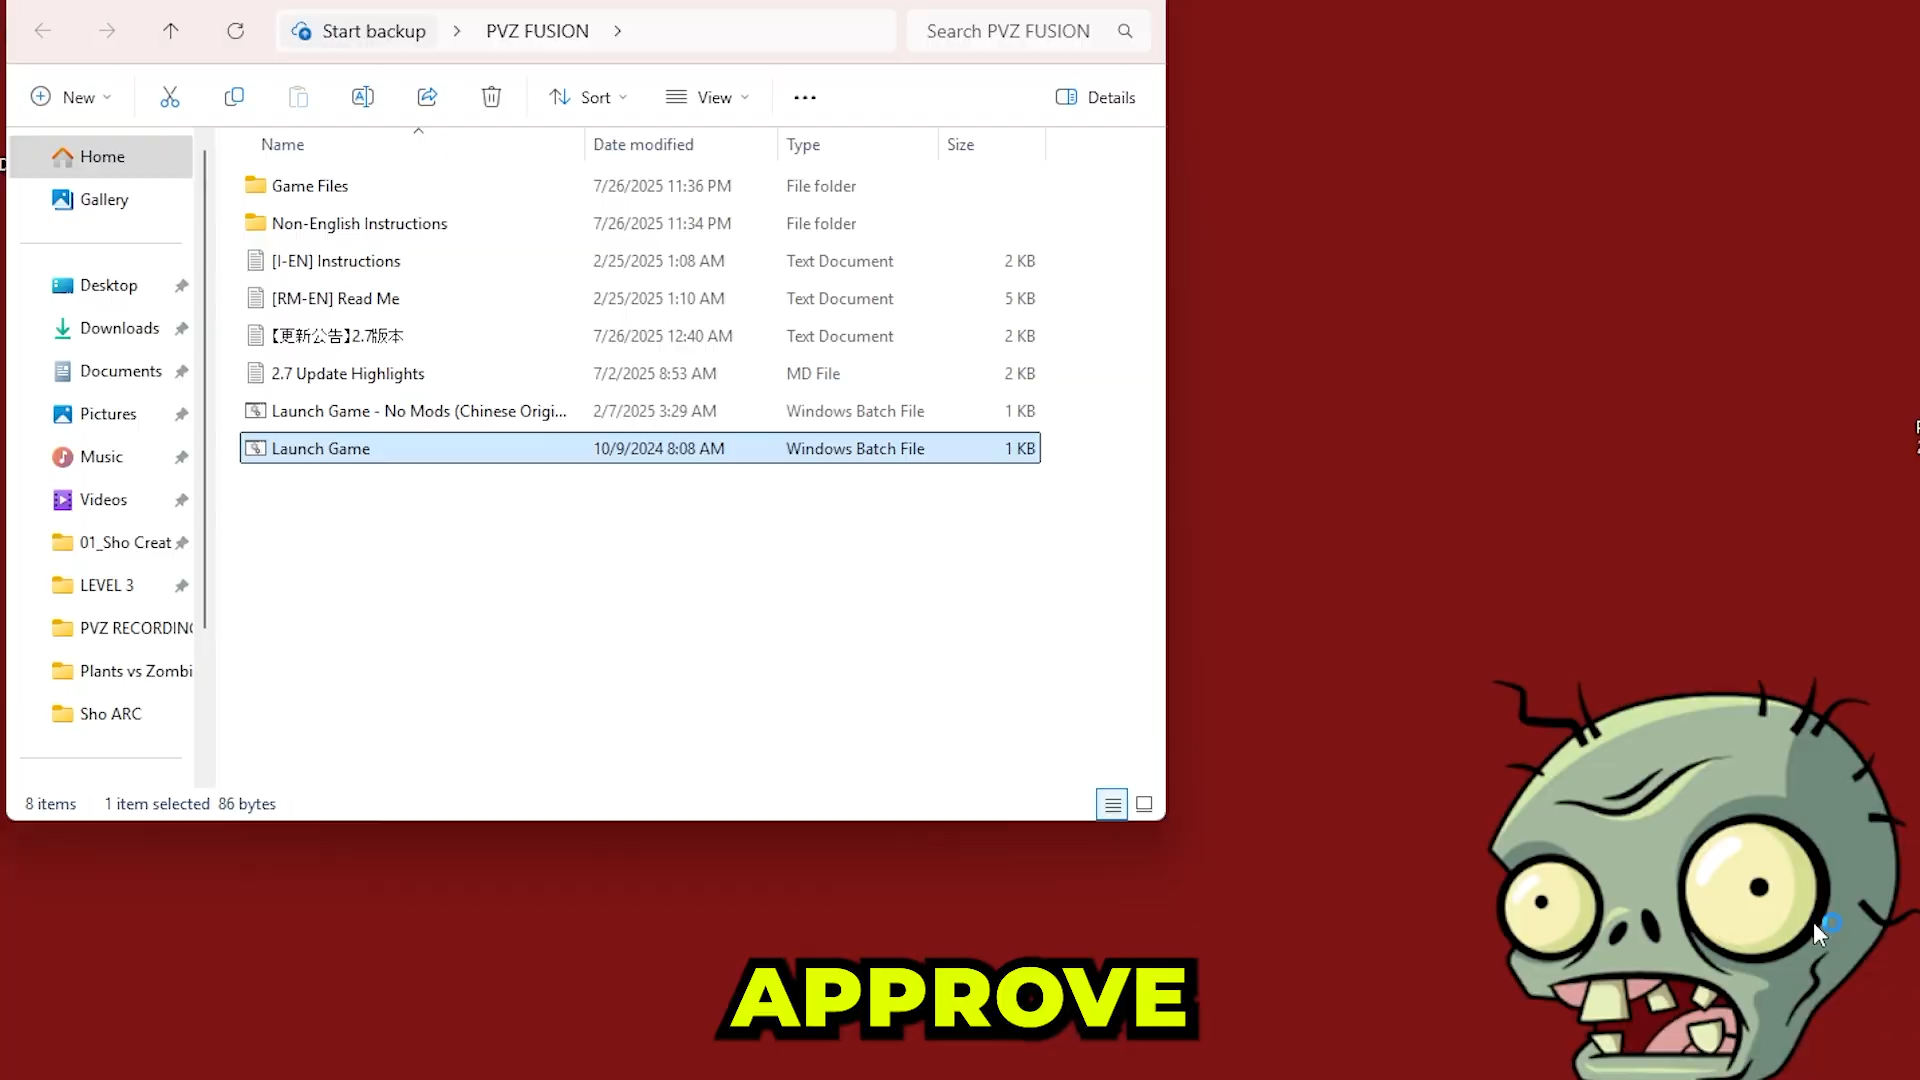 Start backup > PVZ FUSION >
Search PVZ FUSION
New
Sort
View
Details
Home
Gallery
Desktop
Downloads
Documents
Pictures
Music
Videos
01_Sho Creat
LEVEL 3
PVZ RECORDING
Plants vs Zombi
Sho ARC
Name Date modified Type Size
Game Files 7/26/2025 11:36 PM File folder
Non-English Instructions 7/26/2025 11:34 PM File folder
[I-EN] Instructions 2/25/2025 1:08 AM Text Document 2 KB
[RM-EN] Read Me 2/25/2025 1:10 AM Text Document 5 KB
【更新公告】2.7版本 7/26/2025 12:40 AM Text Document 2 KB
2.7 Update Highlights 7/2/2025 8:53 AM MD File 2 KB
Launch Game - No Mods (Chinese Origi... 2/7/2025 3:29 AM Windows Batch File 1 KB
Launch Game 10/9/2024 8:08 AM Windows Batch File 1 KB
8 items 1 item selected 86 bytes
APPROVE